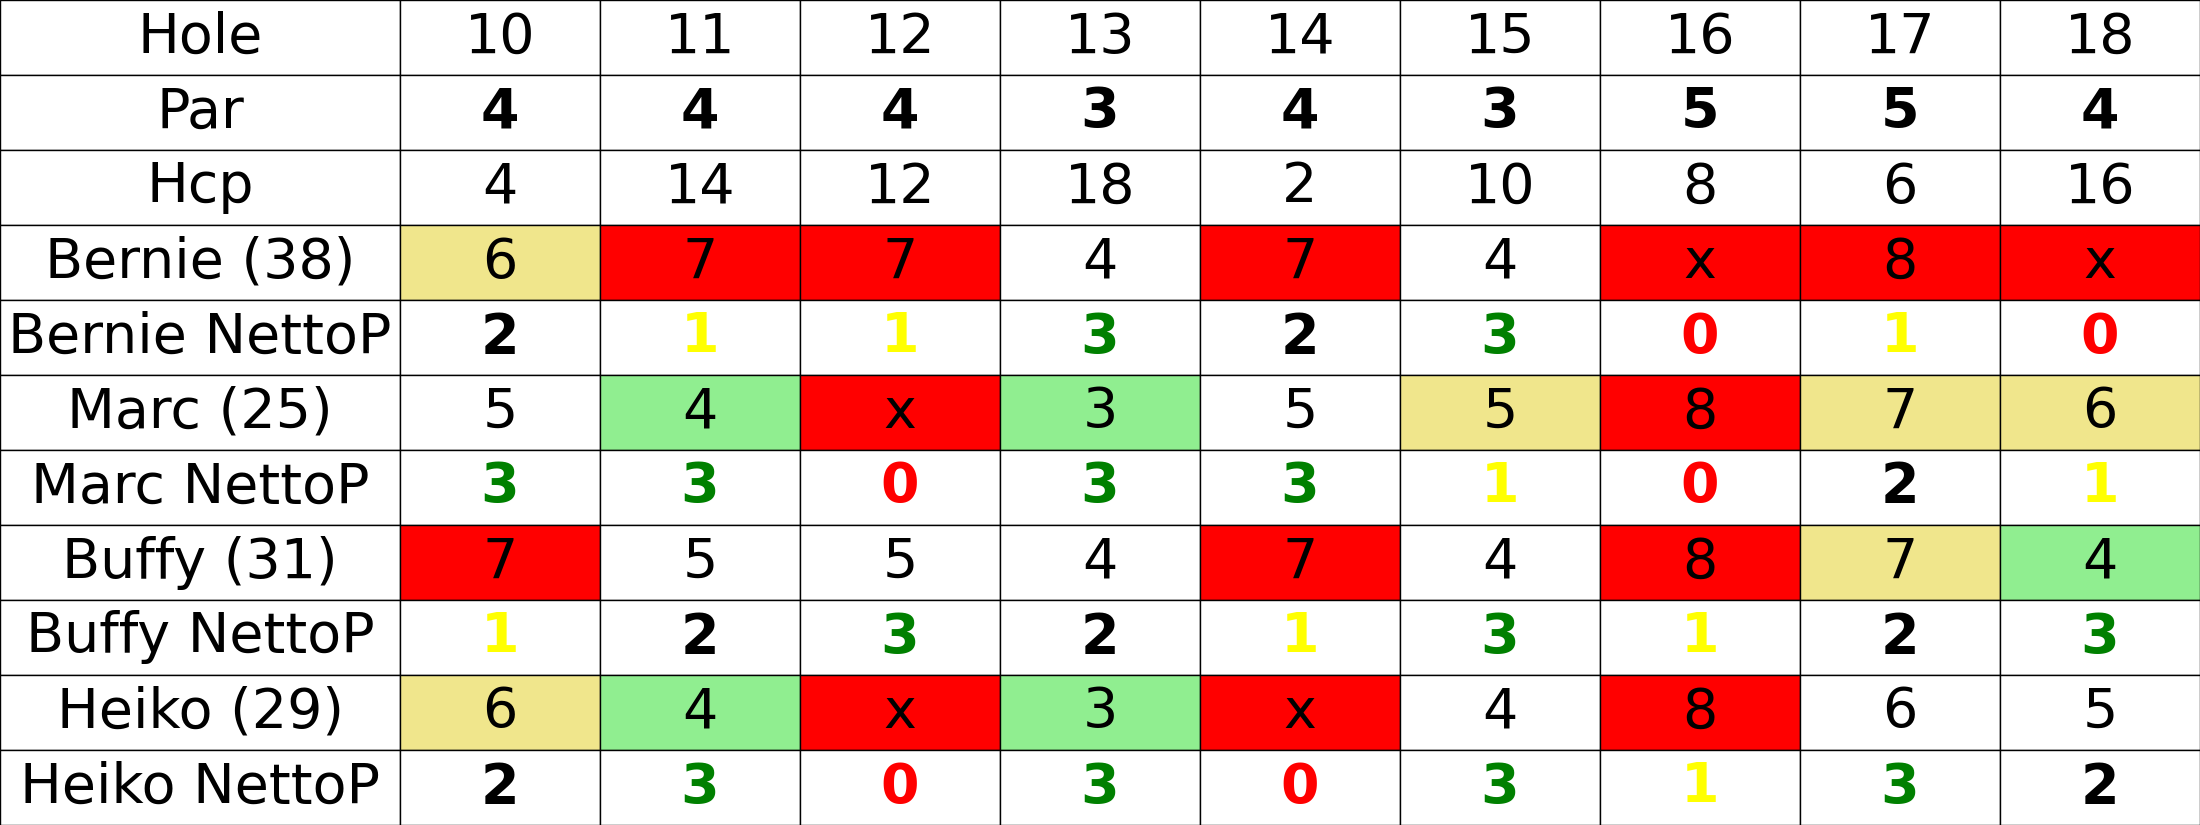 Hole 10 11 12 13 14 15 16 17 18
Par 4 4 4 3 4 3 5 5 4
Hcp 4 14 12 18 2 10 8 6 16
Bernie (38) 6 7 7 4 7 4 x 8 x
Bernie NettoP 2 1 1 3 2 3 0 1 0
Marc (25) 5 4 x 3 5 5 8 7 6
Marc NettoP 3 3 0 3 3 1 0 2 1
Buffy (31) 7 5 5 4 7 4 8 7 4
Buffy NettoP 1 2 3 2 1 3 1 2 3
Heiko (29) 6 4 x 3 x 4 8 6 5
Heiko NettoP 2 3 0 3 0 3 1 3 2